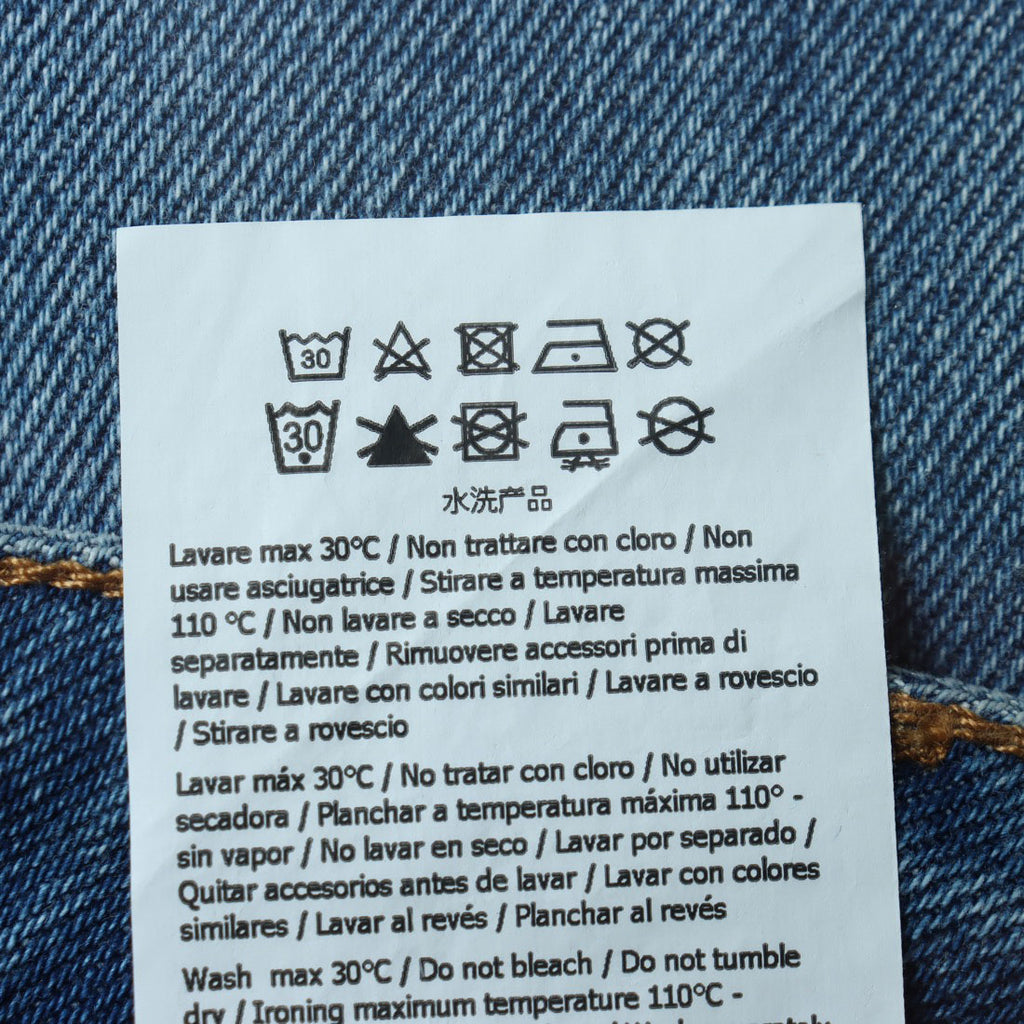 30
30
水洗产品
Lavare max 30°C / Non trattare con cloro / Non
usare asciugatrice / Stirare a temperatura massima
110 °C / Non lavare a secco / Lavare
separatamente / Rimuovere accessori prima di
lavare / Lavare con colori similari / Lavare a rovescio
/ Stirare a rovescio
Lavar máx 30°C / No tratar con cloro / No utilizar
secadora / Planchar a temperatura máxima 110° -
sin vapor / No lavar en seco / Lavar por separado /
Quitar accesorios antes de lavar / Lavar con colores
similares / Lavar al revés / Planchar al revés
Wash max 30°C / Do not bleach / Do not tumble
dry / Ironing maximum temperature 110°C -